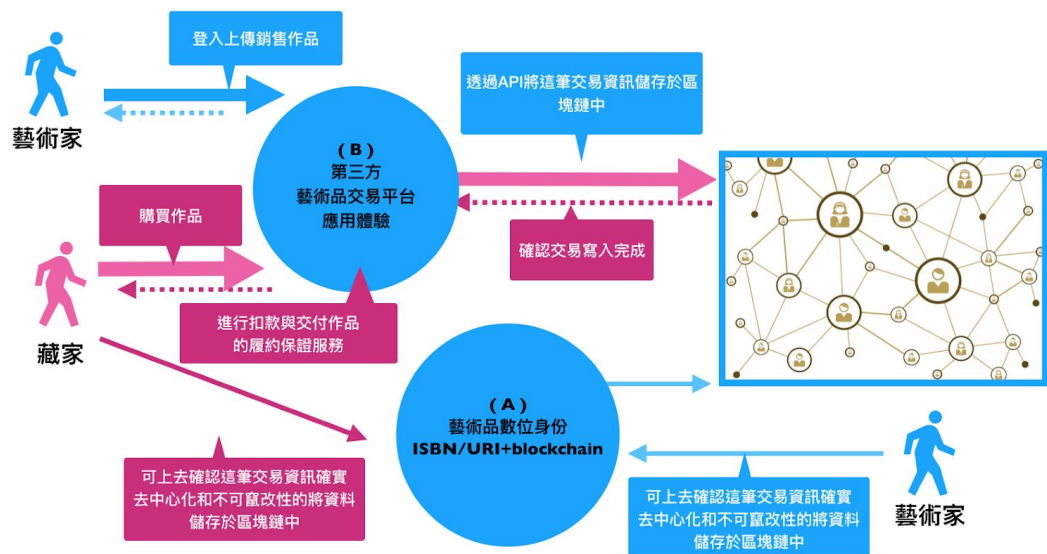 登入上傳銷售作品
藝術家
透過API將這筆交易資訊儲存於區
塊鏈中
(B)
第三方
藝術品交易平台
應用體驗
購買作品
確認交易寫入完成
藏家
進行扣款與交付作品
的履約保證服務
(A)
藝術品數位身份
ISBN/URI+blockchain
可上去確認這筆交易資訊確實
去中心化和不可竄改性的將資料
儲存於區塊鏈中
可上去確認這筆交易資訊確實
去中心化和不可竄改性的將資料
儲存於區塊鏈中
藝術家